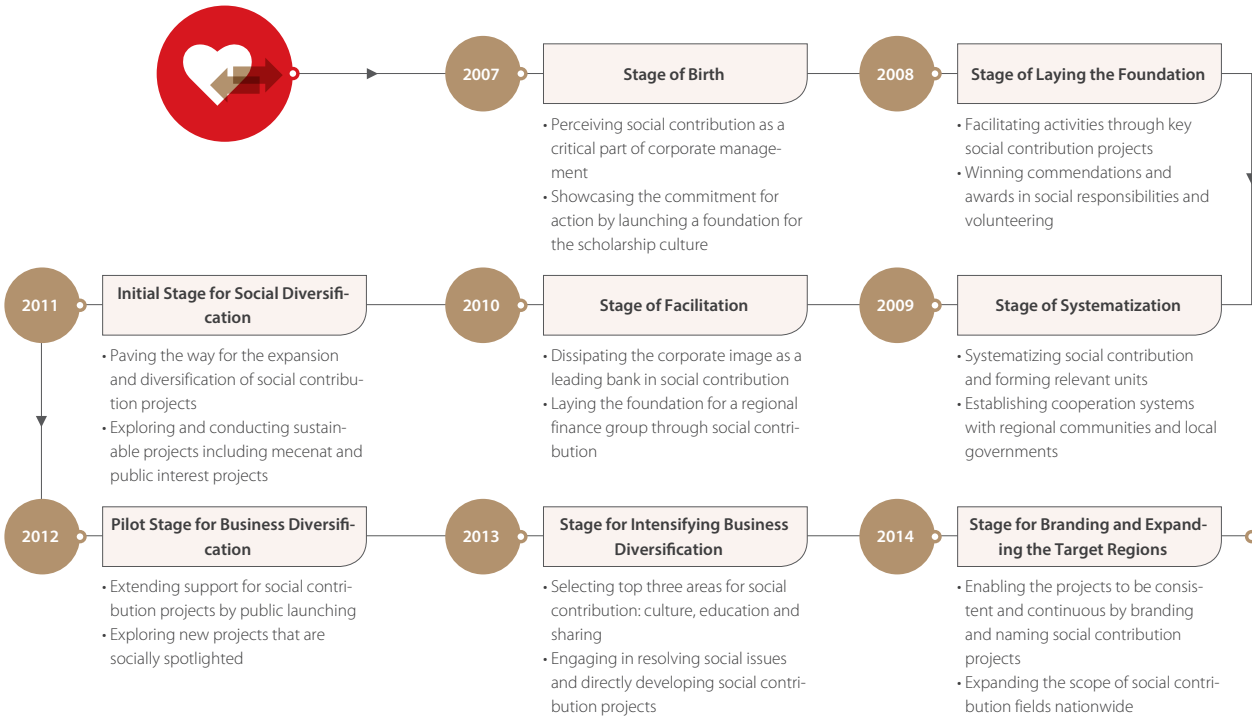 2007
Stage of Birth
• Perceiving social contribution as a
critical part of corporate manage-
ment
• Showcasing the commitment for
action by launching a foundation for
the scholarship culture
2008
Stage of Laying the Foundation
• Facilitating activities through key
social contribution projects
• Winning commendations and
awards in social responsibilities and
volunteering
2009
Stage of Systematization
• Systematizing social contribution
and forming relevant units
• Establishing cooperation systems
with regional communities and local
governments
2010
Stage of Facilitation
• Dissipating the corporate image as a
leading bank in social contribution
• Laying the foundation for a regional
finance group through social contri-
bution
2011
Initial Stage for Social Diversifi-
cation
• Paving the way for the expansion
and diversification of social contribu-
tion projects
• Exploring and conducting sustain-
able projects including mecenat and
public interest projects
2012
Pilot Stage for Business Diversifi-
cation
• Extending support for social contri-
bution projects by public launching
• Exploring new projects that are
socially spotlighted
2013
Stage for Intensifying Business
Diversification
• Selecting top three areas for social
contribution: culture, education and
sharing
• Engaging in resolving social issues
and directly developing social contri-
bution projects
2014
Stage for Branding and Expand-
ing the Target Regions
• Enabling the projects to be consis-
tent and continuous by branding
and naming social contribution
projects
• Expanding the scope of social contri-
bution fields nationwide